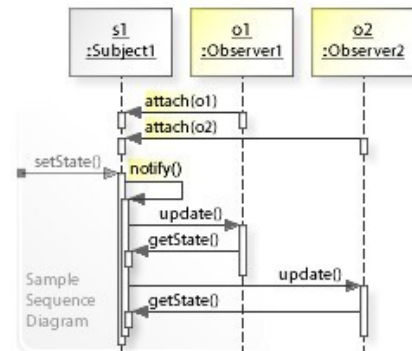 s1
:Subject1
o1
:Observer1
o2
:Observer2
attach(o1)
attach(o2)
setState()
notify()
update()
getState()
update()
getState()
Sample
Sequence
Diagram